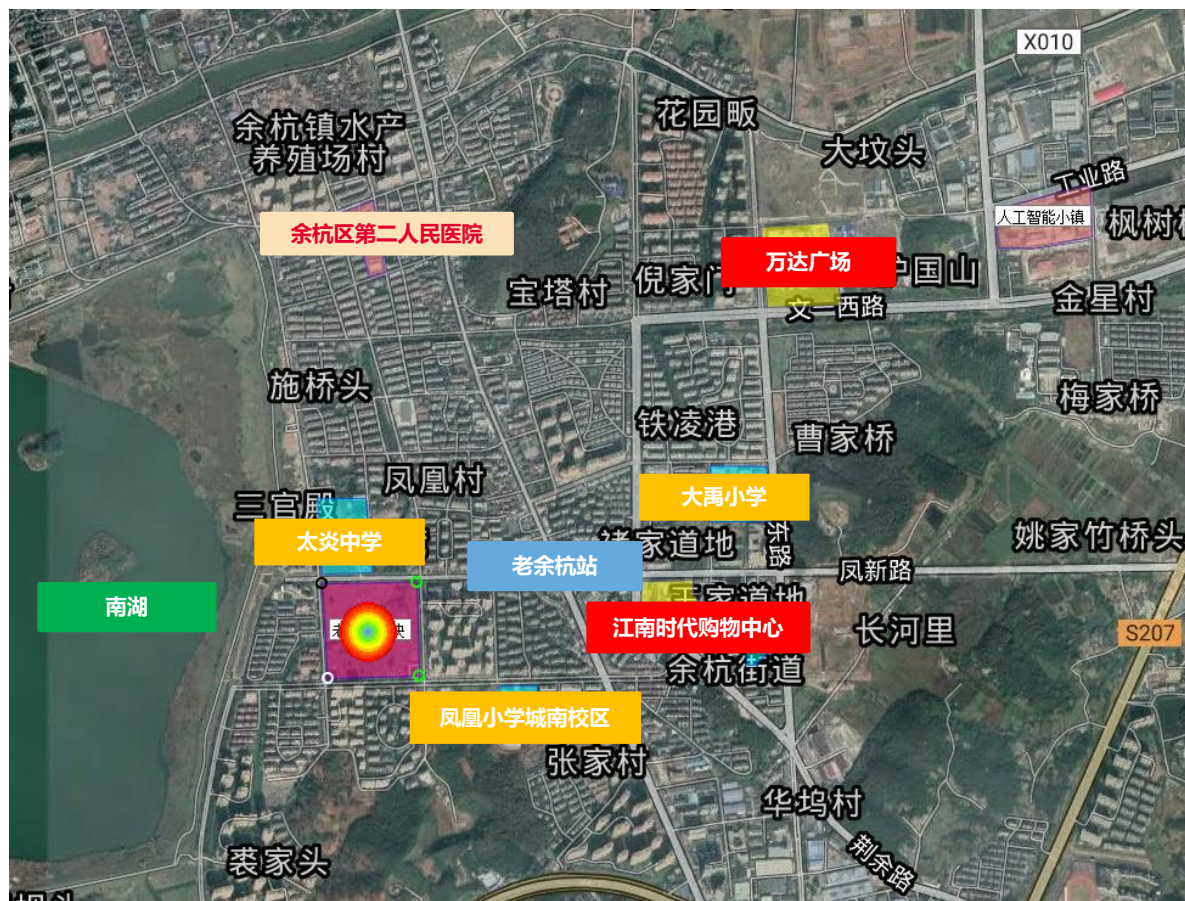 X010
花园畈
余杭镇水产
养殖场村
大坟头
工业路
人工智能小镇
枫树
余杭区第二人民医院
万达广场
护国山
倪家门
宝塔村
金星村
文一西路
施桥头
梅家桥
铁凌港
曹家桥
凤凰村
大禹小学
三官殿
太炎中学
褚家道地
东路
姚家竹桥头
老余杭站
凤新路
南湖
王家道地
江南时代购物中心
长河里
S207
余杭街道
凤凰小学城南校区
张家村
华坞村
荆余路
裘家头